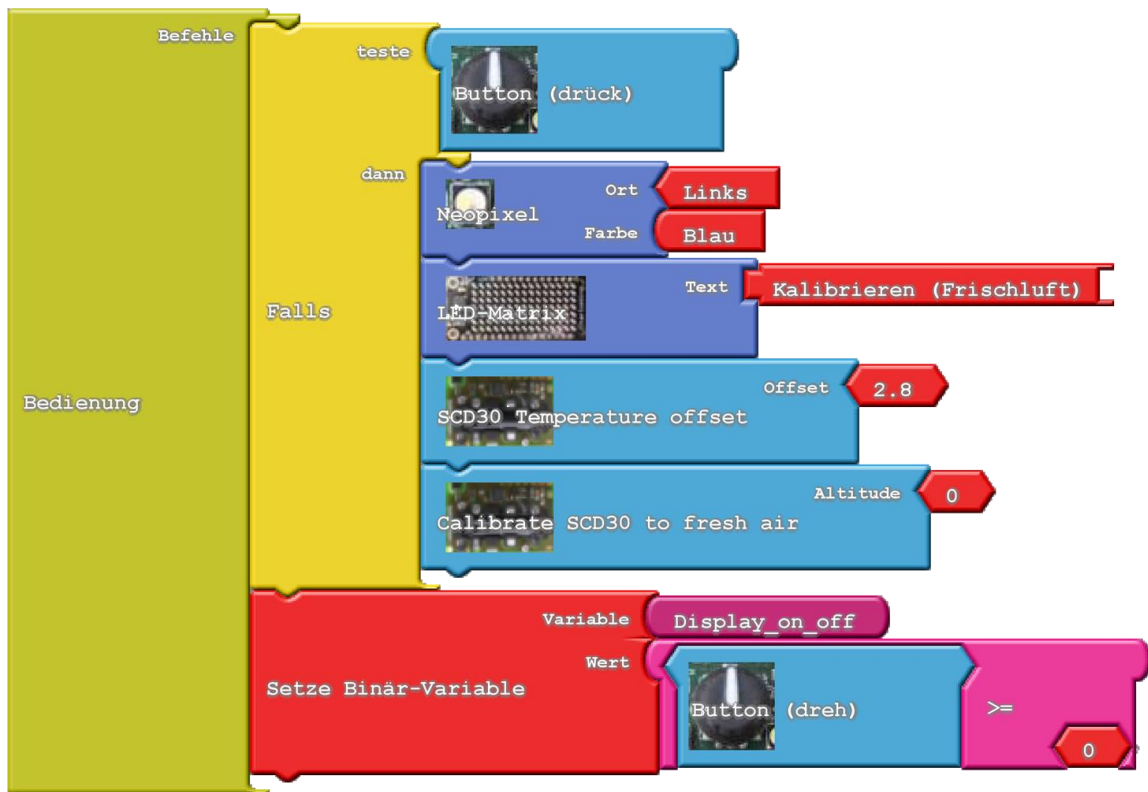 Befehle
teste
Button (drück)
dann
Ort
Links
Neopixel
Farbe
Blau
Text
Kalibrieren (Frischluft)
Falls
LED-Matrix
Offset
2.8
Bedienung
SCD30 Temperature offset
Altitude
0
Calibrate SCD30 to fresh air
Variable
Display_on_off
Wert
Setze Binär-Variable
Button (dreh)
>=
0